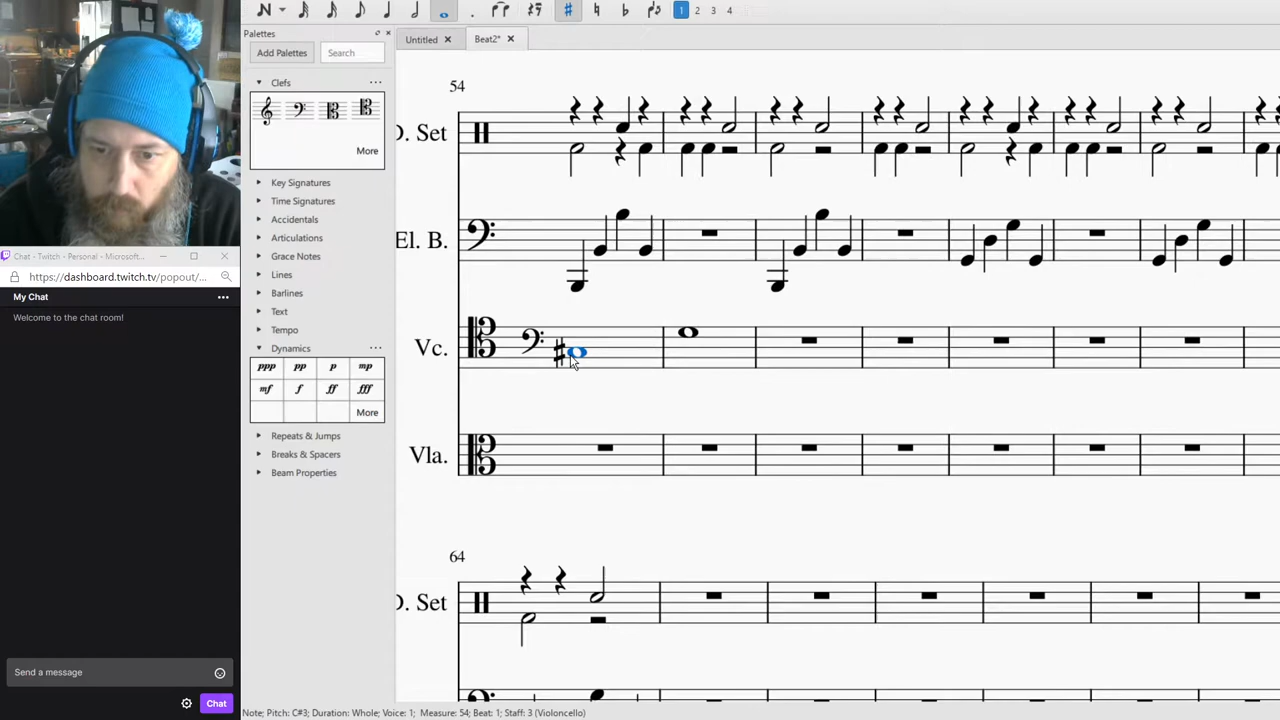 1 2 3 4
Palettes
Untitled Beat2*
Add Palettes Search
Clefs
More
Key Signatures
Time Signatures
Accidentals
Articulations
Grace Notes
Lines
Barlines
Text
Tempo
Dynamics
ppp pp p mp
mf f ff fff
More
Repeats & Jumps
Breaks & Spacers
Beam Properties
54
D. Set
El. B.
Vc.
Vla.
64
D. Set
Chat - Twitch - Personal - Microsoft...
https://dashboard.twitch.tv/popout/...
My Chat
Welcome to the chat room!
Send a message
Chat
Note; Pitch: C#3; Duration: Whole; Voice: 1; Measure: 54; Beat: 1; Staff: 3 (Violoncello)